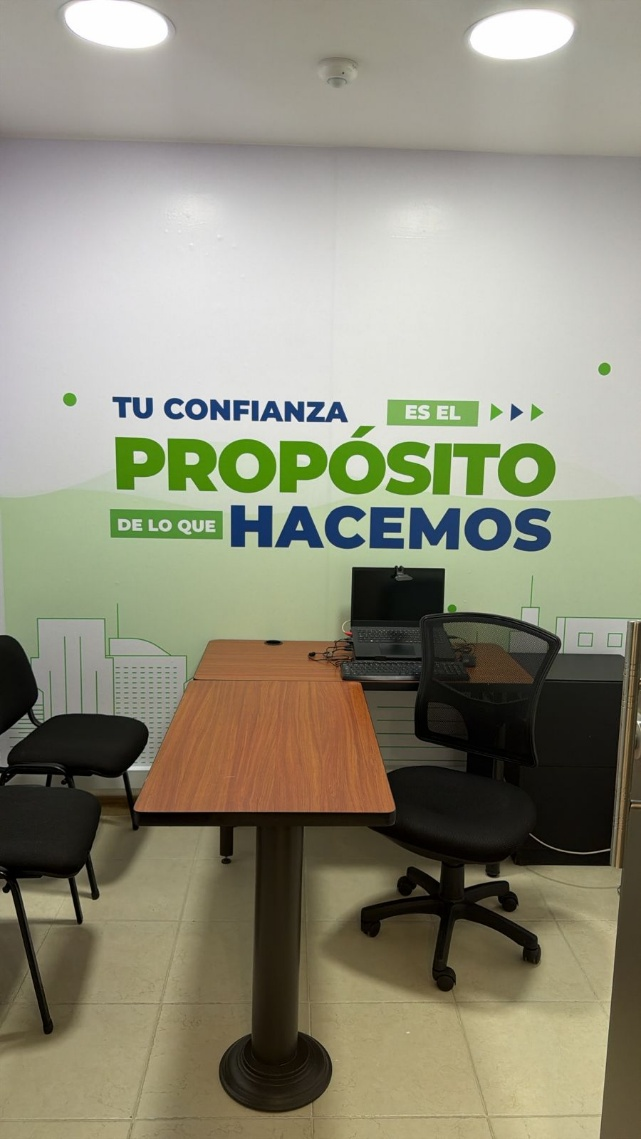 TU CONFIANZA ES EL
PROPÓSITO
DE LO QUE HACEMOS